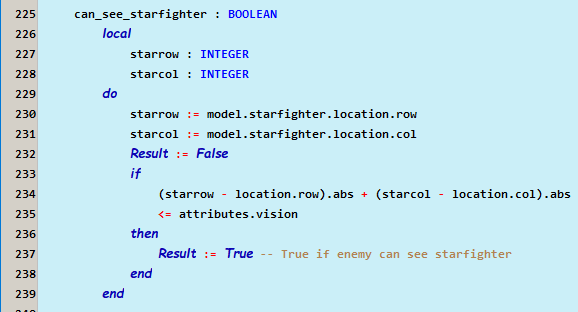 225 can_see_starfighter : BOOLEAN
226 local
227 starrow : INTEGER
228 starcol : INTEGER
229 do
230 starrow := model.starfighter.location.row
231 starcol := model.starfighter.location.col
232 Result := False
233 if
234 (starrow - location.row).abs + (starcol - location.col).abs
235 <= attributes.vision
236 then
237 Result := True -- True if enemy can see starfighter
238 end
239 end